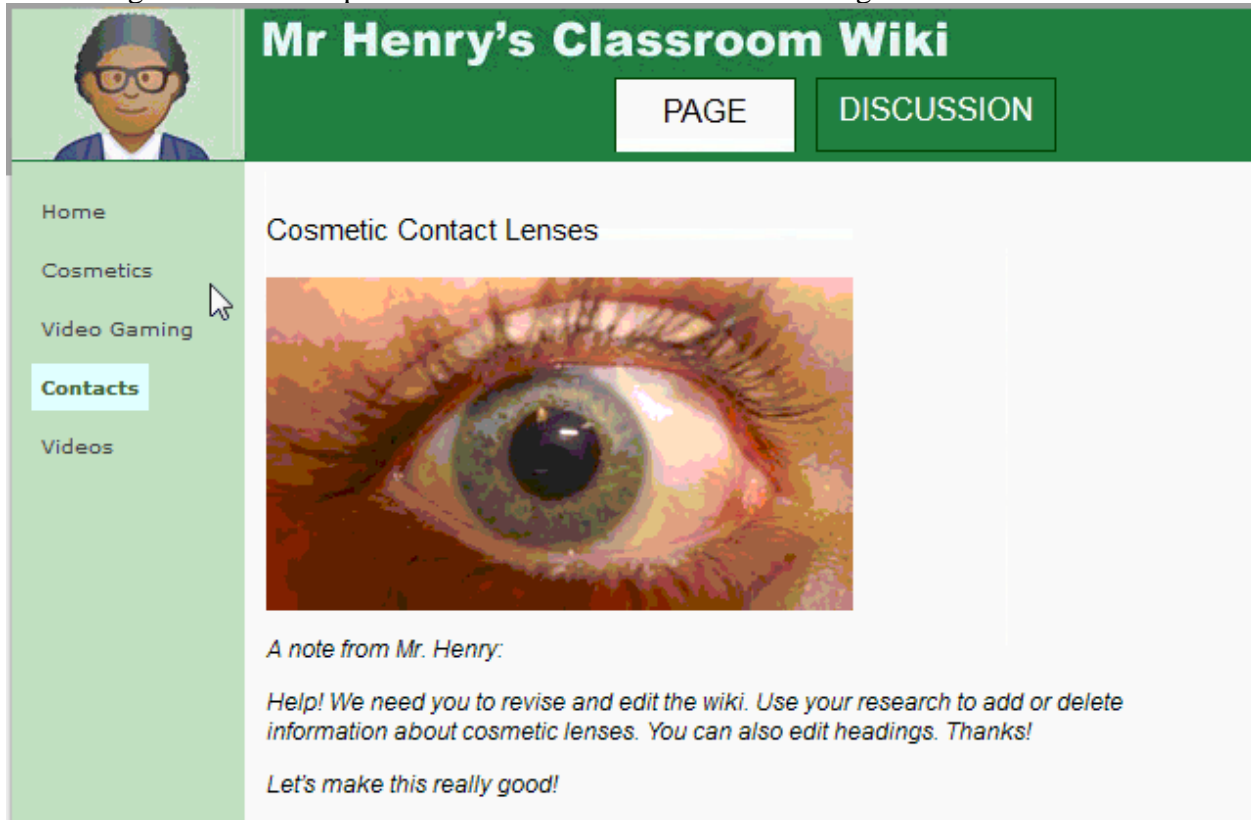 Mr Henry's Classroom Wiki
PAGE
DISCUSSION
Home
Cosmetics
Video Gaming
Contacts
Videos
Cosmetic Contact Lenses
A note from Mr. Henry:
Help! We need you to revise and edit the wiki. Use your research to add or delete
information about cosmetic lenses. You can also edit headings. Thanks!
Let's make this really good!